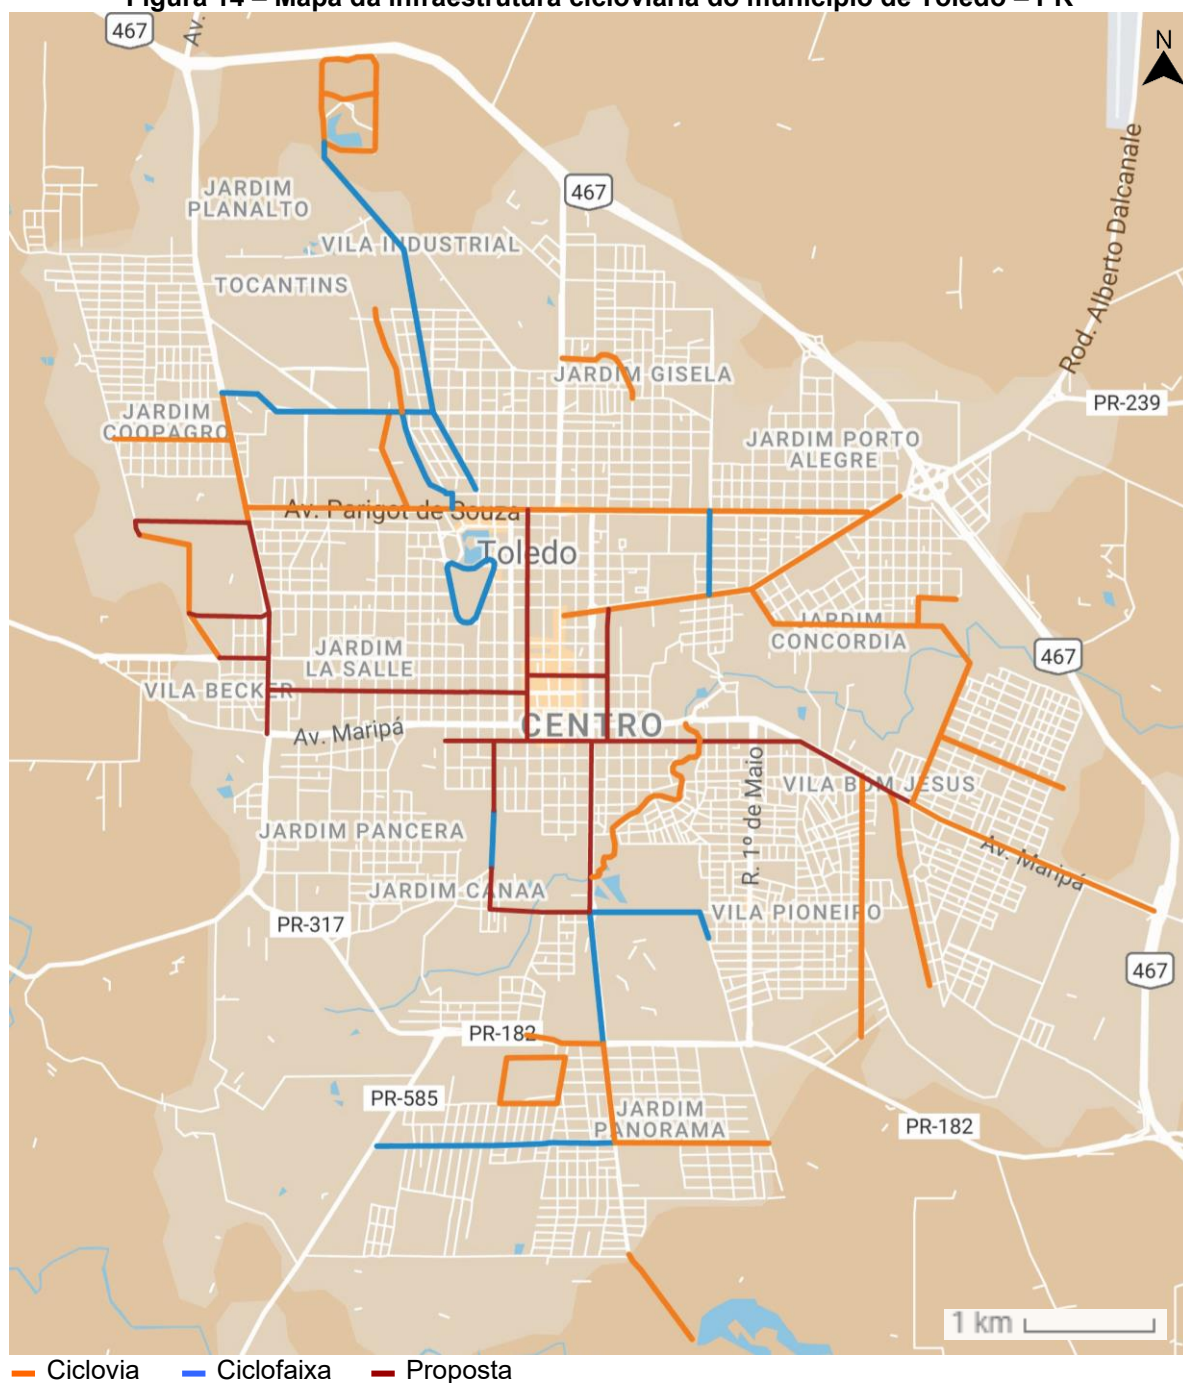 Figura 14 – Mapa da infraestrutura cicloviária do município de Toledo – PR
467
Av.
N
467
Rod. Alberto Dalcanale
JARDIM
PLANALTO
VILA INDUSTRIAL
TOCANTINS
JARDIM GISELA
PR-239
JARDIM
COOPAGRO
JARDIM PORTO
ALEGRE
Av. Parigot de Souza
Toledo
JARDIM
CONCORDIA
JARDIM
LA SALLE
467
VILA BECKER
CENTRO
Av. Maripá
R. 1º de Maio
VILA BOM JESUS
JARDIM PANCERA
Av. Maripá
JARDIM CANAA
VILA PIONEIRO
PR-317
467
PR-182
PR-585
JARDIM
PANORAMA
PR-182
1 km
Ciclovia Ciclofaixa Proposta